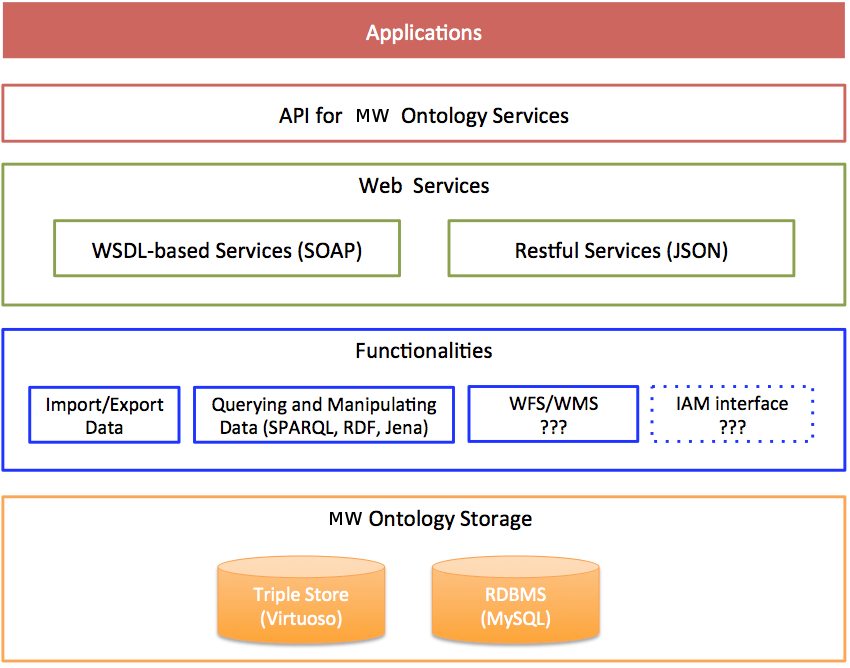 Applications
API for MW Ontology Services
Web Services
WSDL-based Services (SOAP)
Restful Services (JSON)
Functionalities
Import/Export
Data
Querying and Manipulating
Data (SPARQL, RDF, Jena)
WFS/WMS
???
IAM interface
???
MW Ontology Storage
Triple Store
(Virtuoso)
RDBMS
(MySQL)